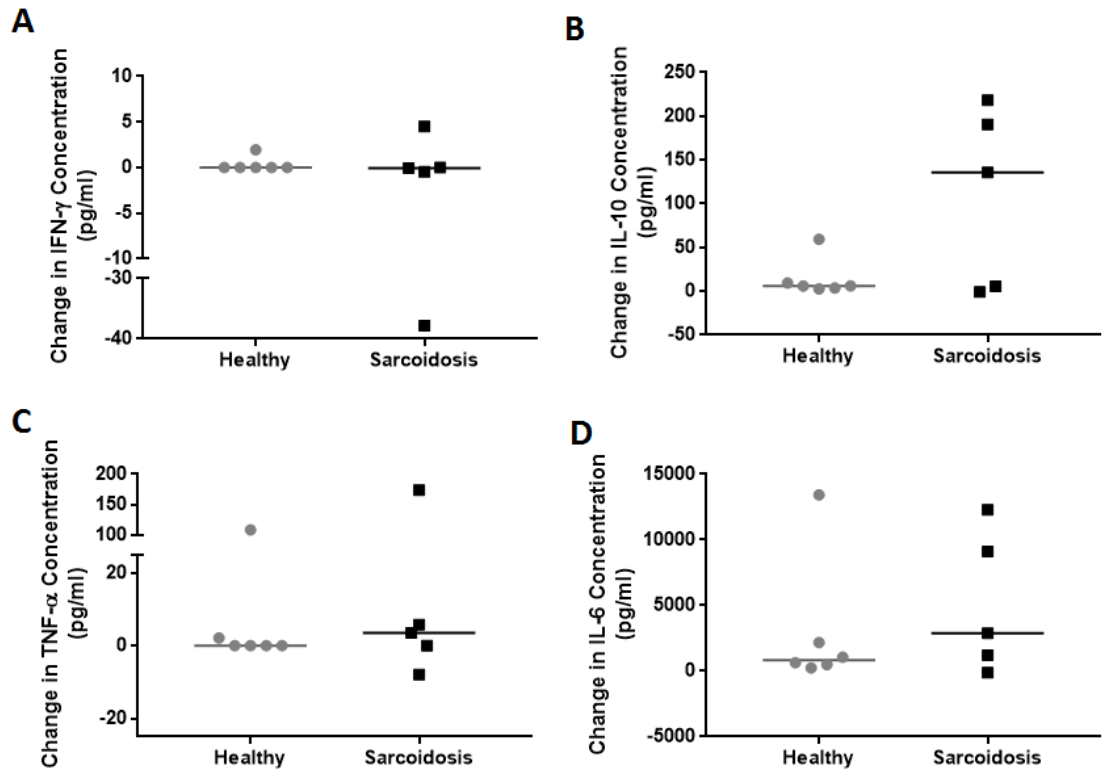 A
Change in IFN-γ Concentration
(pg/ml)
10
5
0
-5
-10
-30
-40
Healthy
Sarcoidosis
B
Change in IL-10 Concentration
(pg/ml)
250
200
150
100
50
0
-50
Healthy
Sarcoidosis
C
Change in TNF-α Concentration
(pg/ml)
200
150
100
20
0
-20
Healthy
Sarcoidosis
D
Change in IL-6 Concentration
(pg/ml)
15000
10000
5000
0
-5000
Healthy
Sarcoidosis